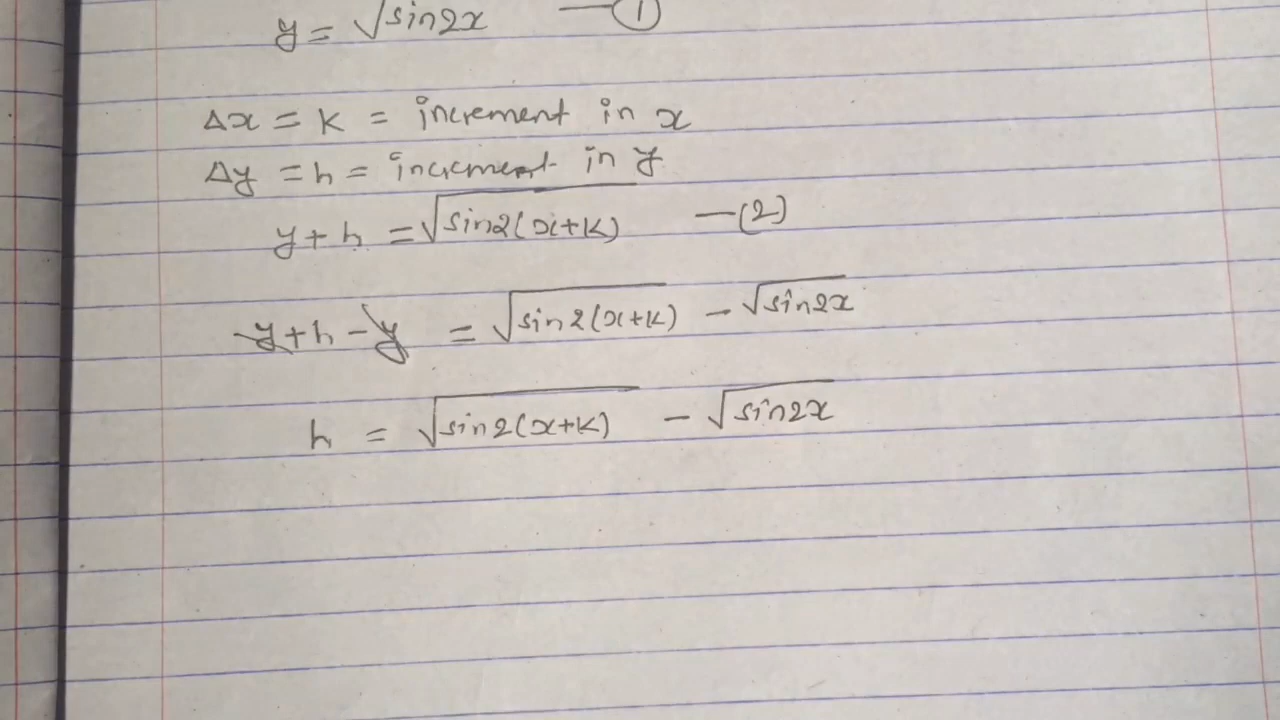 y = √sin2x —①
Δx = k = increment in x
Δy = h = increment in y
y + h = √sin2(x+k) —(2)
y + h - y = √sin2(x+k) - √sin2x
h = √sin2(x+k) - √sin2x